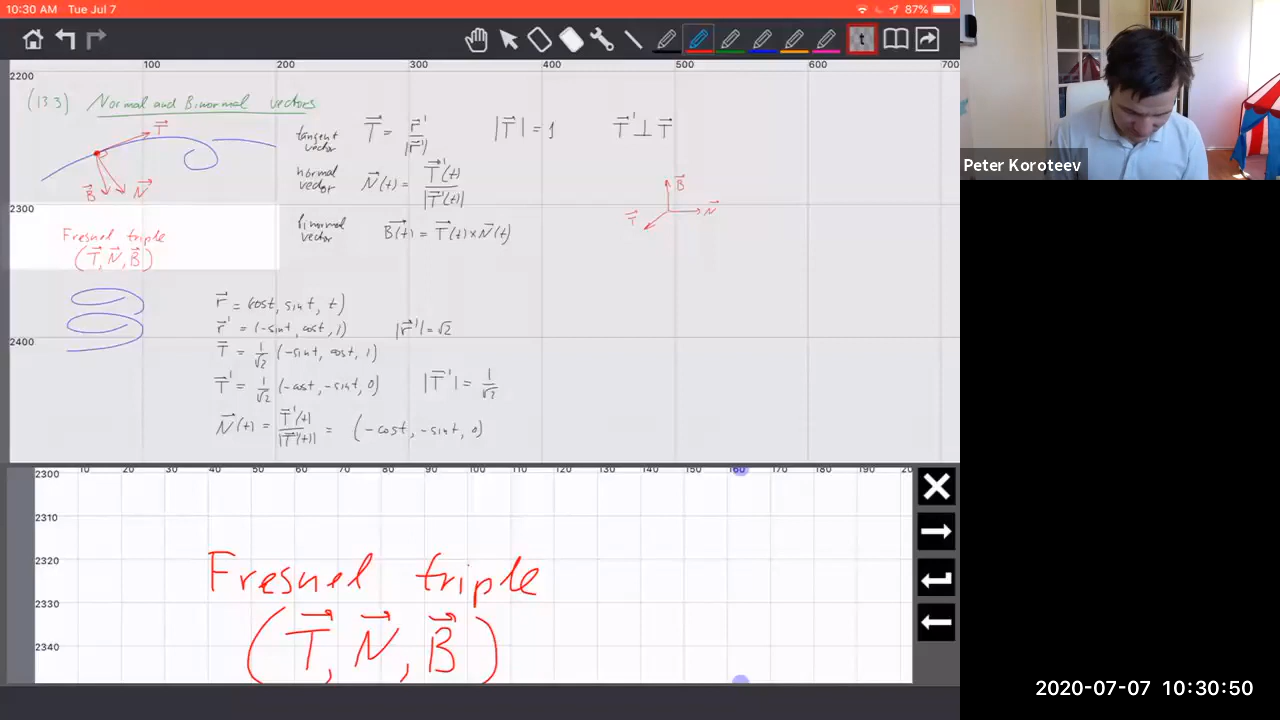 10:30 AM Tue Jul 7
87%
t
100 200 300 400 500 600 700
2200
(13.3) Normal and Binormal vectors
T
B N
tangent vector T = r'/|r'| |T| = 1 T' ⊥ T
normal vector N(t) = T'(t)/|T'(t)|
B
T N
2300
Fresnel triple
(T, N, B)
binormal vector B(t) = T(t) × N(t)
r = cost, sint, t)
r' = (-sint, cost, 1) |r'| = √2
2400
T = 1/√2 (-sint, cost, 1)
T' = 1/√2 (-cost, -sint, 0) |T'| = 1/√2
N(t) = T'(t)/|T'(t)| = (-cost, -sint, 0)
2300 10 20 30 40 50 60 70 80 90 100 110 120 130 140 150 160 170 180 190 20
2310
2320
Fresnel triple
2330
(T, N, B)
2340
Peter Koroteev
2020-07-07 10:30:50